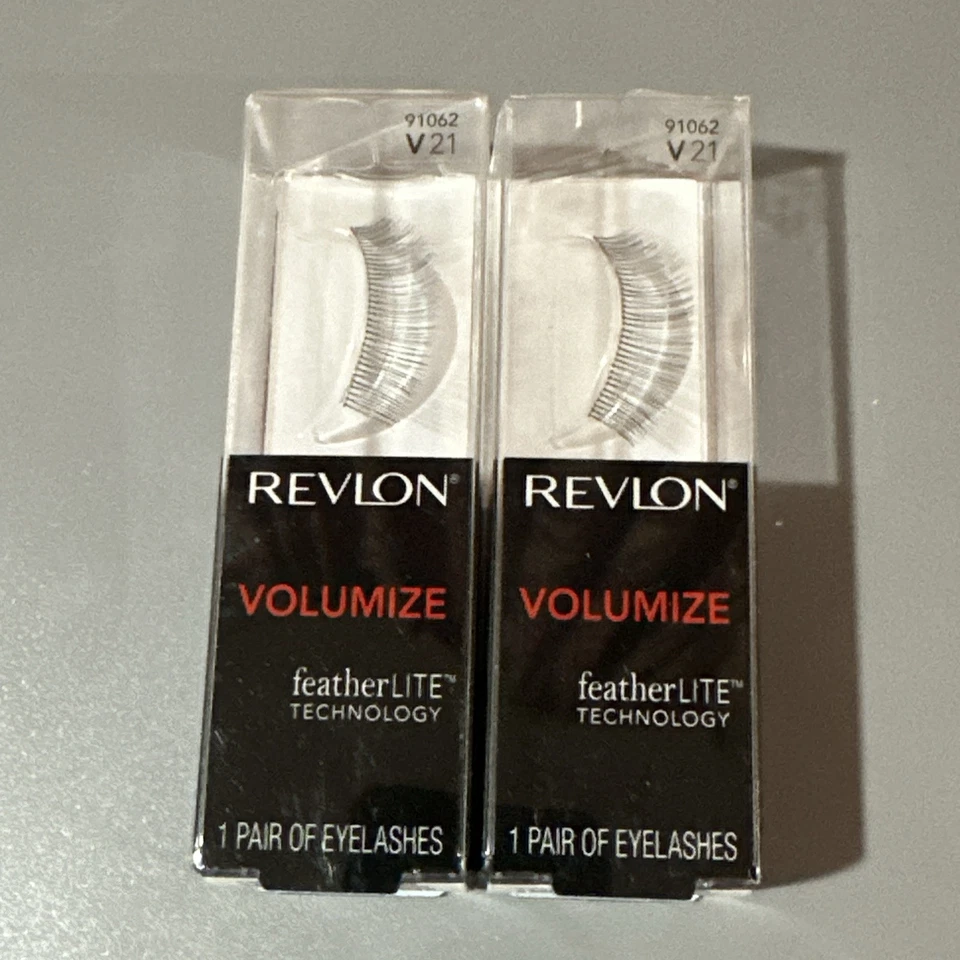 91062
V21
REVLON®
VOLUMIZE
featherLITE™
TECHNOLOGY
1 PAIR OF EYELASHES
91062
V21
REVLON®
VOLUMIZE
featherLITE™
TECHNOLOGY
1 PAIR OF EYELASHES